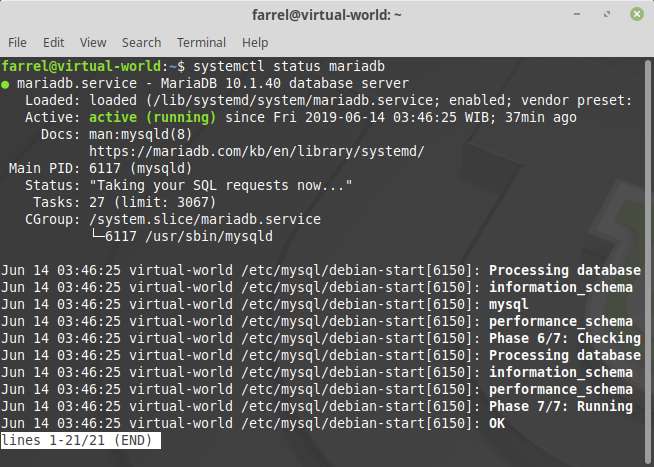 farrel@virtual-world: ~
File Edit View Search Terminal Help
farrel@virtual-world:~$ systemctl status mariadb
● mariadb.service - MariaDB 10.1.40 database server
   Loaded: loaded (/lib/systemd/system/mariadb.service; enabled; vendor preset:
   Active: active (running) since Fri 2019-06-14 03:46:25 WIB; 37min ago
     Docs: man:mysqld(8)
           https://mariadb.com/kb/en/library/systemd/
 Main PID: 6117 (mysqld)
   Status: "Taking your SQL requests now..."
    Tasks: 27 (limit: 3067)
   CGroup: /system.slice/mariadb.service
           └─6117 /usr/sbin/mysqld
Jun 14 03:46:25 virtual-world /etc/mysql/debian-start[6150]: Processing database
Jun 14 03:46:25 virtual-world /etc/mysql/debian-start[6150]: information_schema
Jun 14 03:46:25 virtual-world /etc/mysql/debian-start[6150]: mysql
Jun 14 03:46:25 virtual-world /etc/mysql/debian-start[6150]: performance_schema
Jun 14 03:46:25 virtual-world /etc/mysql/debian-start[6150]: Phase 6/7: Checking
Jun 14 03:46:25 virtual-world /etc/mysql/debian-start[6150]: Processing database
Jun 14 03:46:25 virtual-world /etc/mysql/debian-start[6150]: information_schema
Jun 14 03:46:25 virtual-world /etc/mysql/debian-start[6150]: performance_schema
Jun 14 03:46:25 virtual-world /etc/mysql/debian-start[6150]: Phase 7/7: Running
Jun 14 03:46:25 virtual-world /etc/mysql/debian-start[6150]: OK
lines 1-21/21 (END)